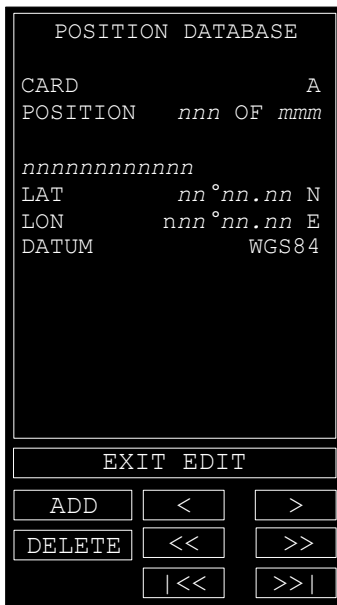 POSITION DATABASE
CARD A
POSITION nnn OF mmm
nnnnnnnnnnnn
LAT nn°nn.nn N
LON nnn°nn.nn E
DATUM WGS84
EXIT EDIT
ADD < >
DELETE << >>
|<< >>|